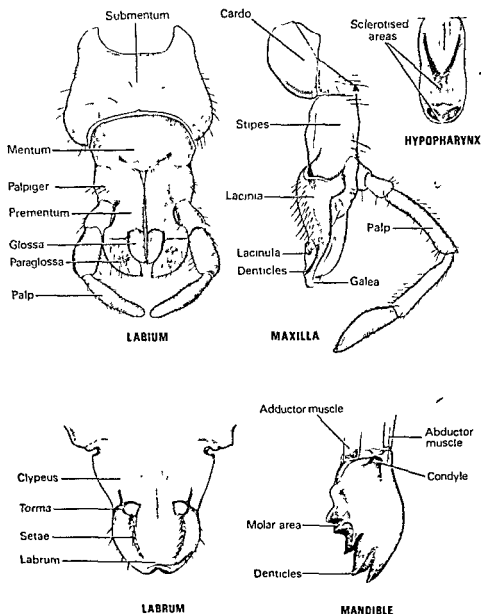 Submentum
Mentum
Palpiger
Prementum
Glossa
Paraglossa
Palp
LABIUM
Cardo
Stipes
Lacinia
Lacinula
Denticles
Galea
Palp
MAXILLA
Sclerotised
areas
HYPOPHARYNX
Clypeus
Torma
Setae
Labrum
LABRUM
Adductor muscle
Abductor
muscle
Condyle
Molar area
Denticles
MANDIBLE